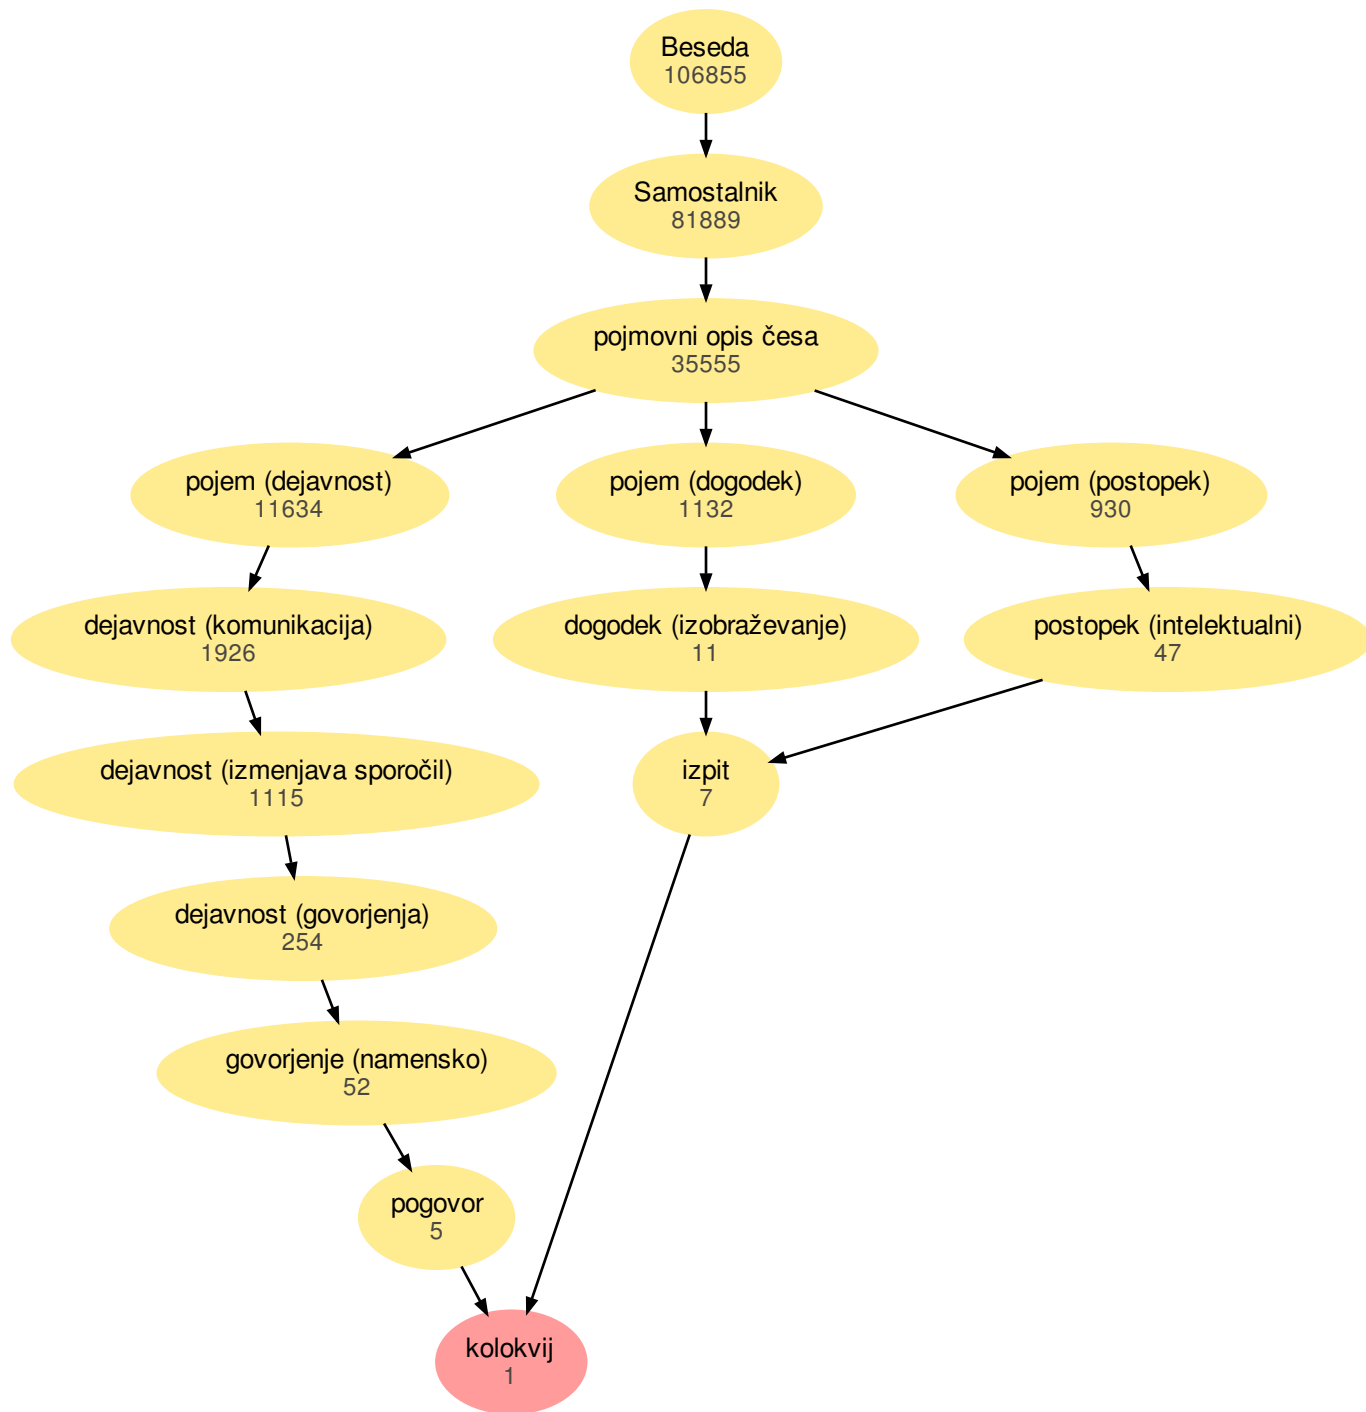 Beseda
106855
Samostalnik
81889
pojmovni opis česa
35555
pojem (dejavnost)
11634
pojem (dogodek)
1132
pojem (postopek)
930
dejavnost (komunikacija)
1926
dogodek (izobraževanje)
11
postopek (intelektualni)
47
dejavnost (izmenjava sporočil)
1115
izpit
7
dejavnost (govorjenja)
254
govorjenje (namensko)
52
pogovor
5
kolokvij
1